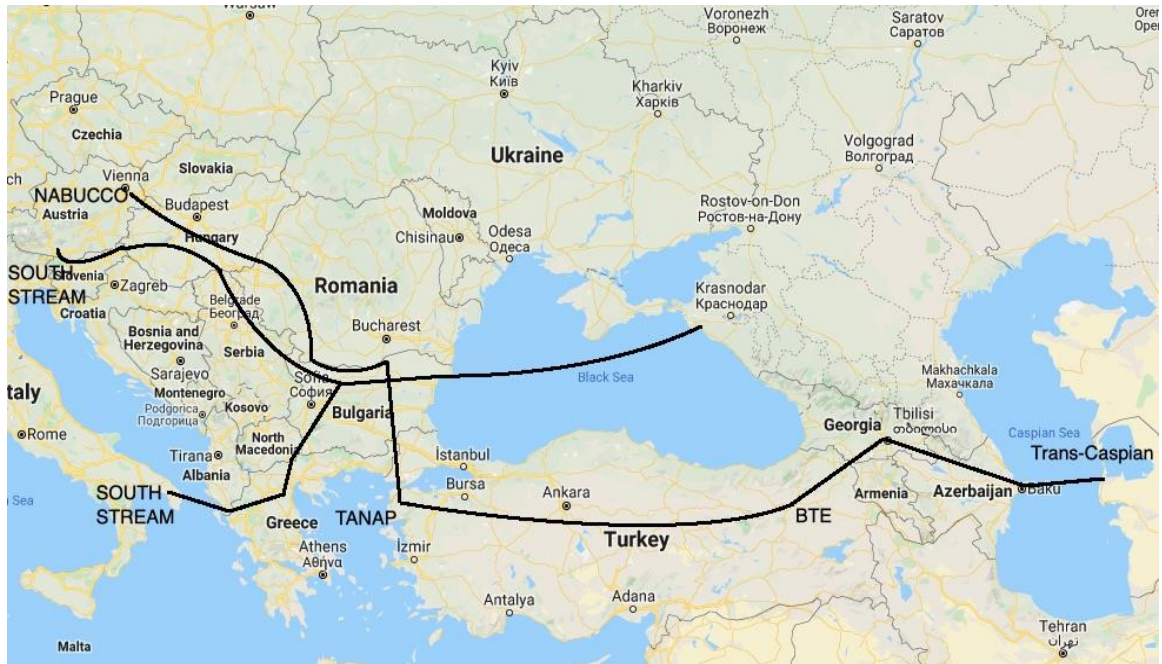 Warsaw
Voronezh
Воронеж
Saratov
Саратов
Prague
Kyiv
Київ
Kharkiv
Харків
Czechia
Ukraine
Volgograd
Волгоград
Slovakia
Vienna
NABUCCO
Austria
Budapest
Hungary
Moldova
Chisinau
Odesa
Одеса
Rostov-on-Don
Ростов-на-Дону
SOUTH
STREAM
Slovenia
Zagreb
Croatia
Romania
Krasnodar
Краснодар
Belgrade
Београд
Bucharest
Bosnia and
Herzegovina
Serbia
Sarajevo
Black Sea
Makhachkala
Махачкала
Montenegro
Sofia
София
Podgorica
Подгорица
Kosovo
Bulgaria
Georgia
Tbilisi
თბილისი
Caspian Sea
Trans-Caspian
taly
Rome
North
Macedonia
Tirana
Albania
İstanbul
Bursa
Ankara
Armenia
Azerbaijan
Baku
n Sea
SOUTH
STREAM
Greece
TANAP
BTE
Turkey
Athens
Αθήνα
İzmir
Antalya
Adana
Malta
Tehran
تهران